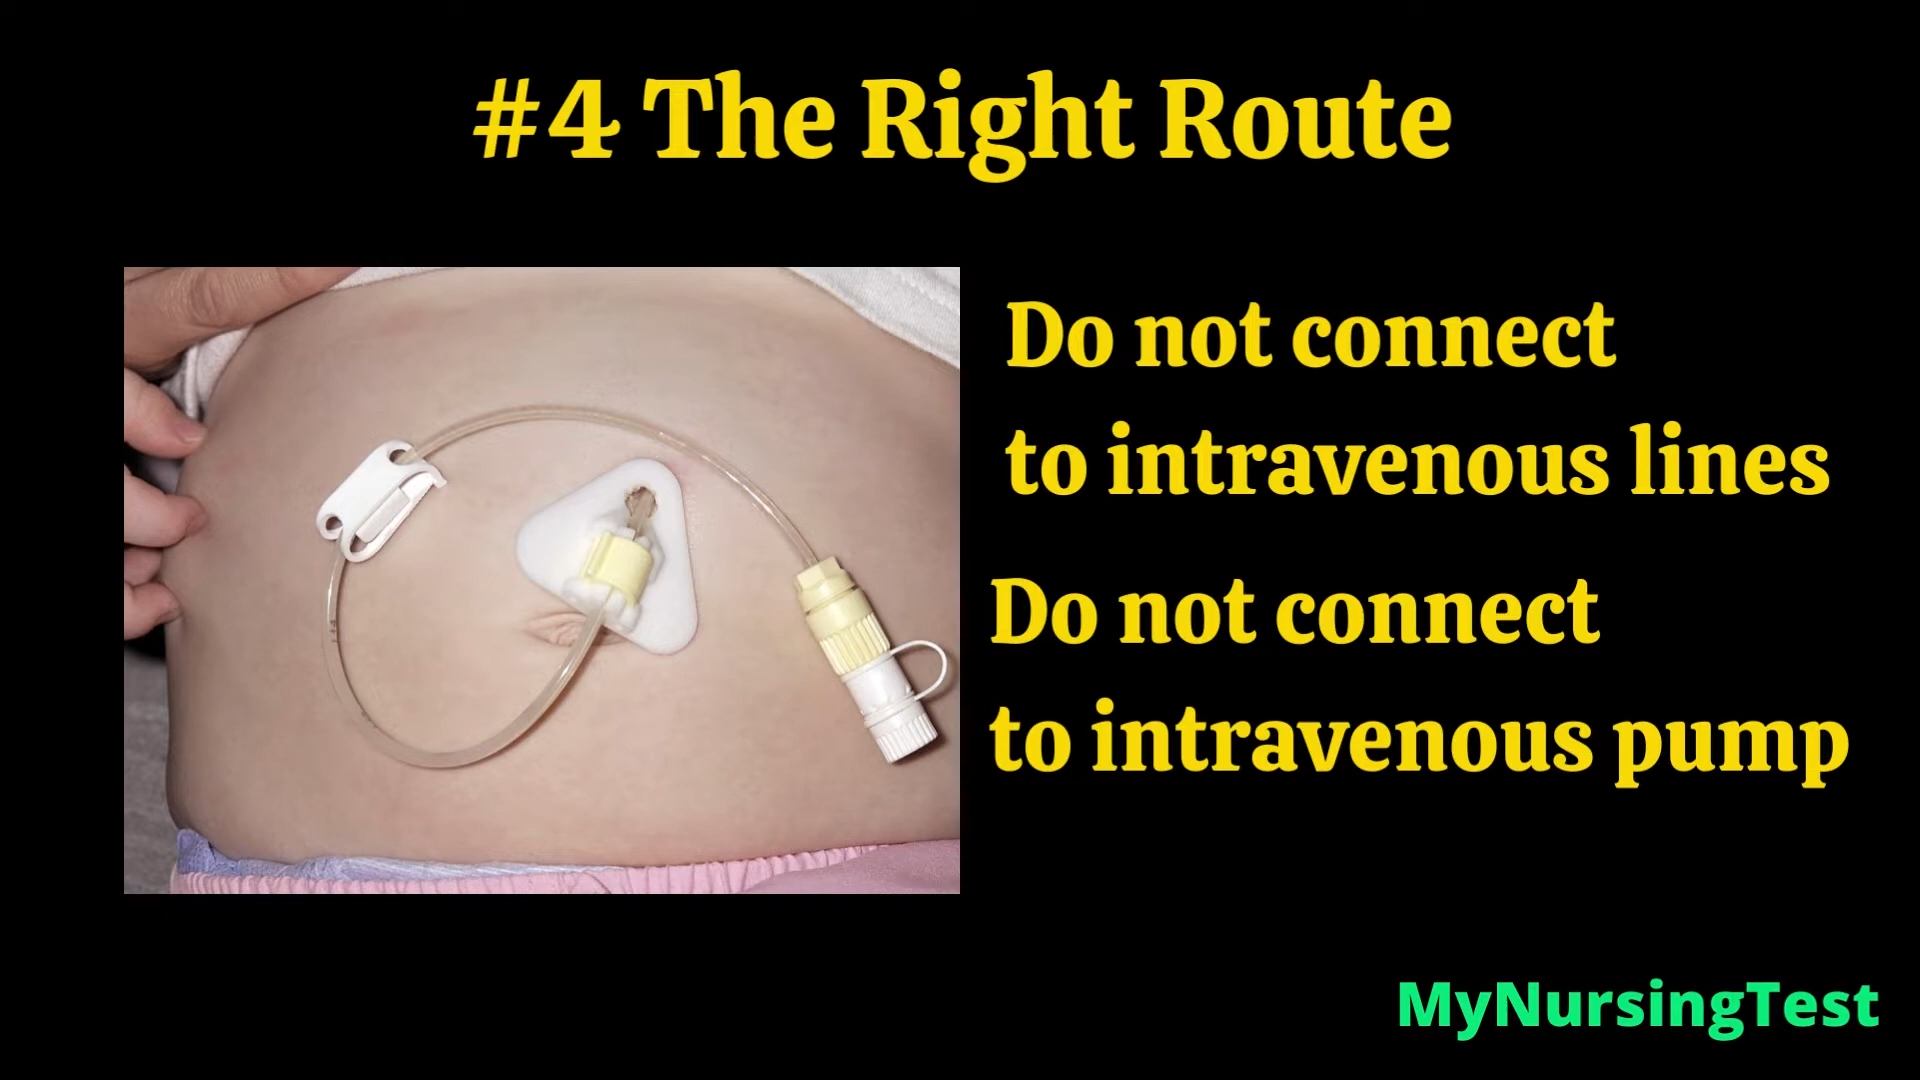 #4 The Right Route
Do not connect
to intravenous lines
Do not connect
to intravenous pump
MyNursingTest